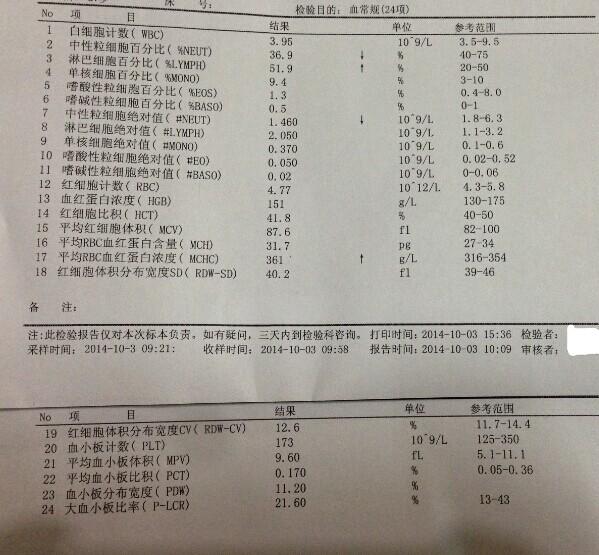 床 号: 检验目的: 血常规(24项)
No 项 目 结果 单位 参考范围
1 白细胞计数( WBC) 3.95 10^9/L 3.5-9.5
2 中性粒细胞百分比( %NEUT) 36.9 ↓ % 40-75
3 淋巴细胞百分比( %LYMPH) 51.9 ↑ % 20-50
4 单核细胞百分比( %MONO) 9.4 % 3-10
5 嗜酸性粒细胞百分比( %EOS) 1.3 % 0.4-8.0
6 嗜碱性粒细胞百分比( %BASO) 0.5 % 0-1
7 中性粒细胞绝对值( #NEUT) 1.460 ↓ 10^9/L 1.8-6.3
8 淋巴细胞绝对值( #LYMPH) 2.050 10^9/L 1.1-3.2
9 单核细胞绝对值( #MONO) 0.370 10^9/L 0.1-0.6
10 嗜酸性粒细胞绝对值( #EO) 0.050 10^9/L 0.02-0.52
11 嗜碱性粒细胞绝对值( #BASO) 0.02 10^9/L 0-0.06
12 红细胞计数( RBC) 4.77 10^12/L 4.3-5.8
13 血红蛋白浓度( HGB) 151 g/L 130-175
14 红细胞比积( HCT) 41.8 % 40-50
15 平均红细胞体积( MCV) 87.6 fl 82-100
16 平均RBC血红蛋白含量( MCH) 31.7 pg 27-34
17 平均RBC血红蛋白浓度( MCHC) 361 ↑ g/L 316-354
18 红细胞体积分布宽度SD( RDW-SD) 40.2 fl 39-46
备 注:
注:此检验报告仅对本次标本负责。如有疑问，三天内到检验科咨询。 打印时间:2014-10-03 15:36 检验者:
采样时间: 2014-10-3 09:21: 收样时间: 2014-10-03 09:58 报告时间:2014-10-03 10:09 审核者:
No 项 目 结果 单位 参考范围
19 红细胞体积分布宽度CV( RDW-CV) 12.6 % 11.7-14.4
20 血小板计数( PLT) 173 10^9/L 125-350
21 平均血小板体积( MPV) 9.60 fL 5.1-11.1
22 平均血小板比积( PCT) 0.170 % 0.05-0.36
23 血小板分布宽度( PDW) 11.20 %
24 大血小板比率( P-LCR) 21.60 % 13-43